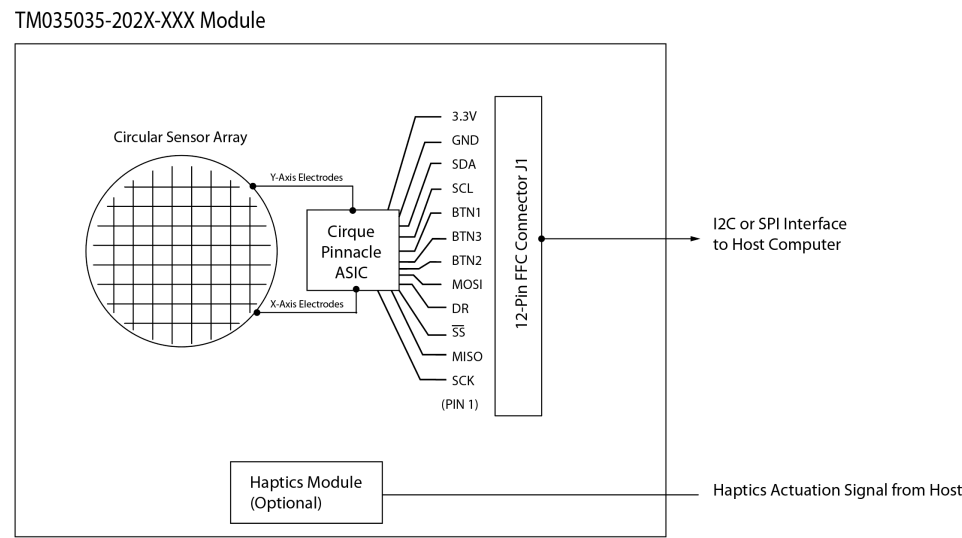 TM035035-202X-XXX Module
Circular Sensor Array
Y-Axis Electrodes
X-Axis Electrodes
Cirque
Pinnacle
ASIC
3.3V
GND
SDA
SCL
BTN1
BTN3
BTN2
MOSI
DR
S̅S̅
MISO
SCK
(PIN 1)
12-Pin FFC Connector J1
I2C or SPI Interface
to Host Computer
Haptics Module
(Optional)
Haptics Actuation Signal from Host